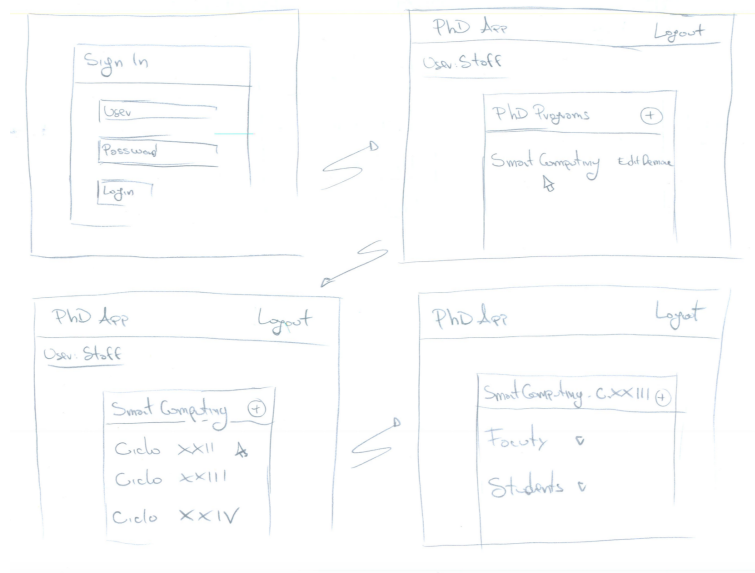 Sign In
User
Password
Login
PhD App Logout
User: Staff
PhD Programs +
Smart Computing Edit Remove
PhD App Logout
User: Staff
Smart Computing +
Ciclo XXII
Ciclo XXIII
Ciclo XXIV
PhD App Logout
Smart Computing - C.XXIII +
Faculty
Students